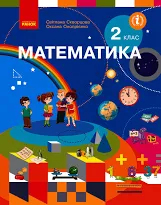 РАНОК
Світлана Скворцова
Оксана Онопрієнко
2 КЛАС
МАТЕМАТИКА